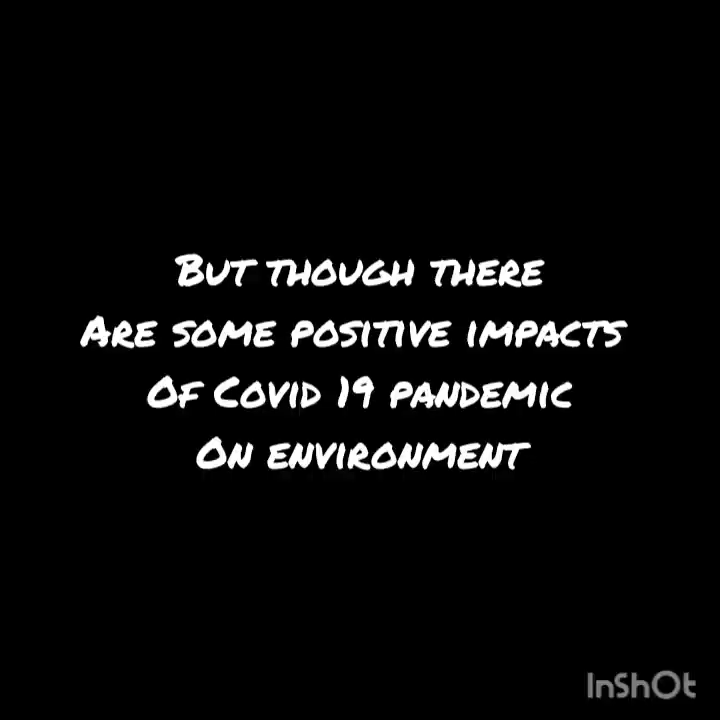 But though there
Are some positive impacts
Of Covid 19 pandemic
On environment
InShOt